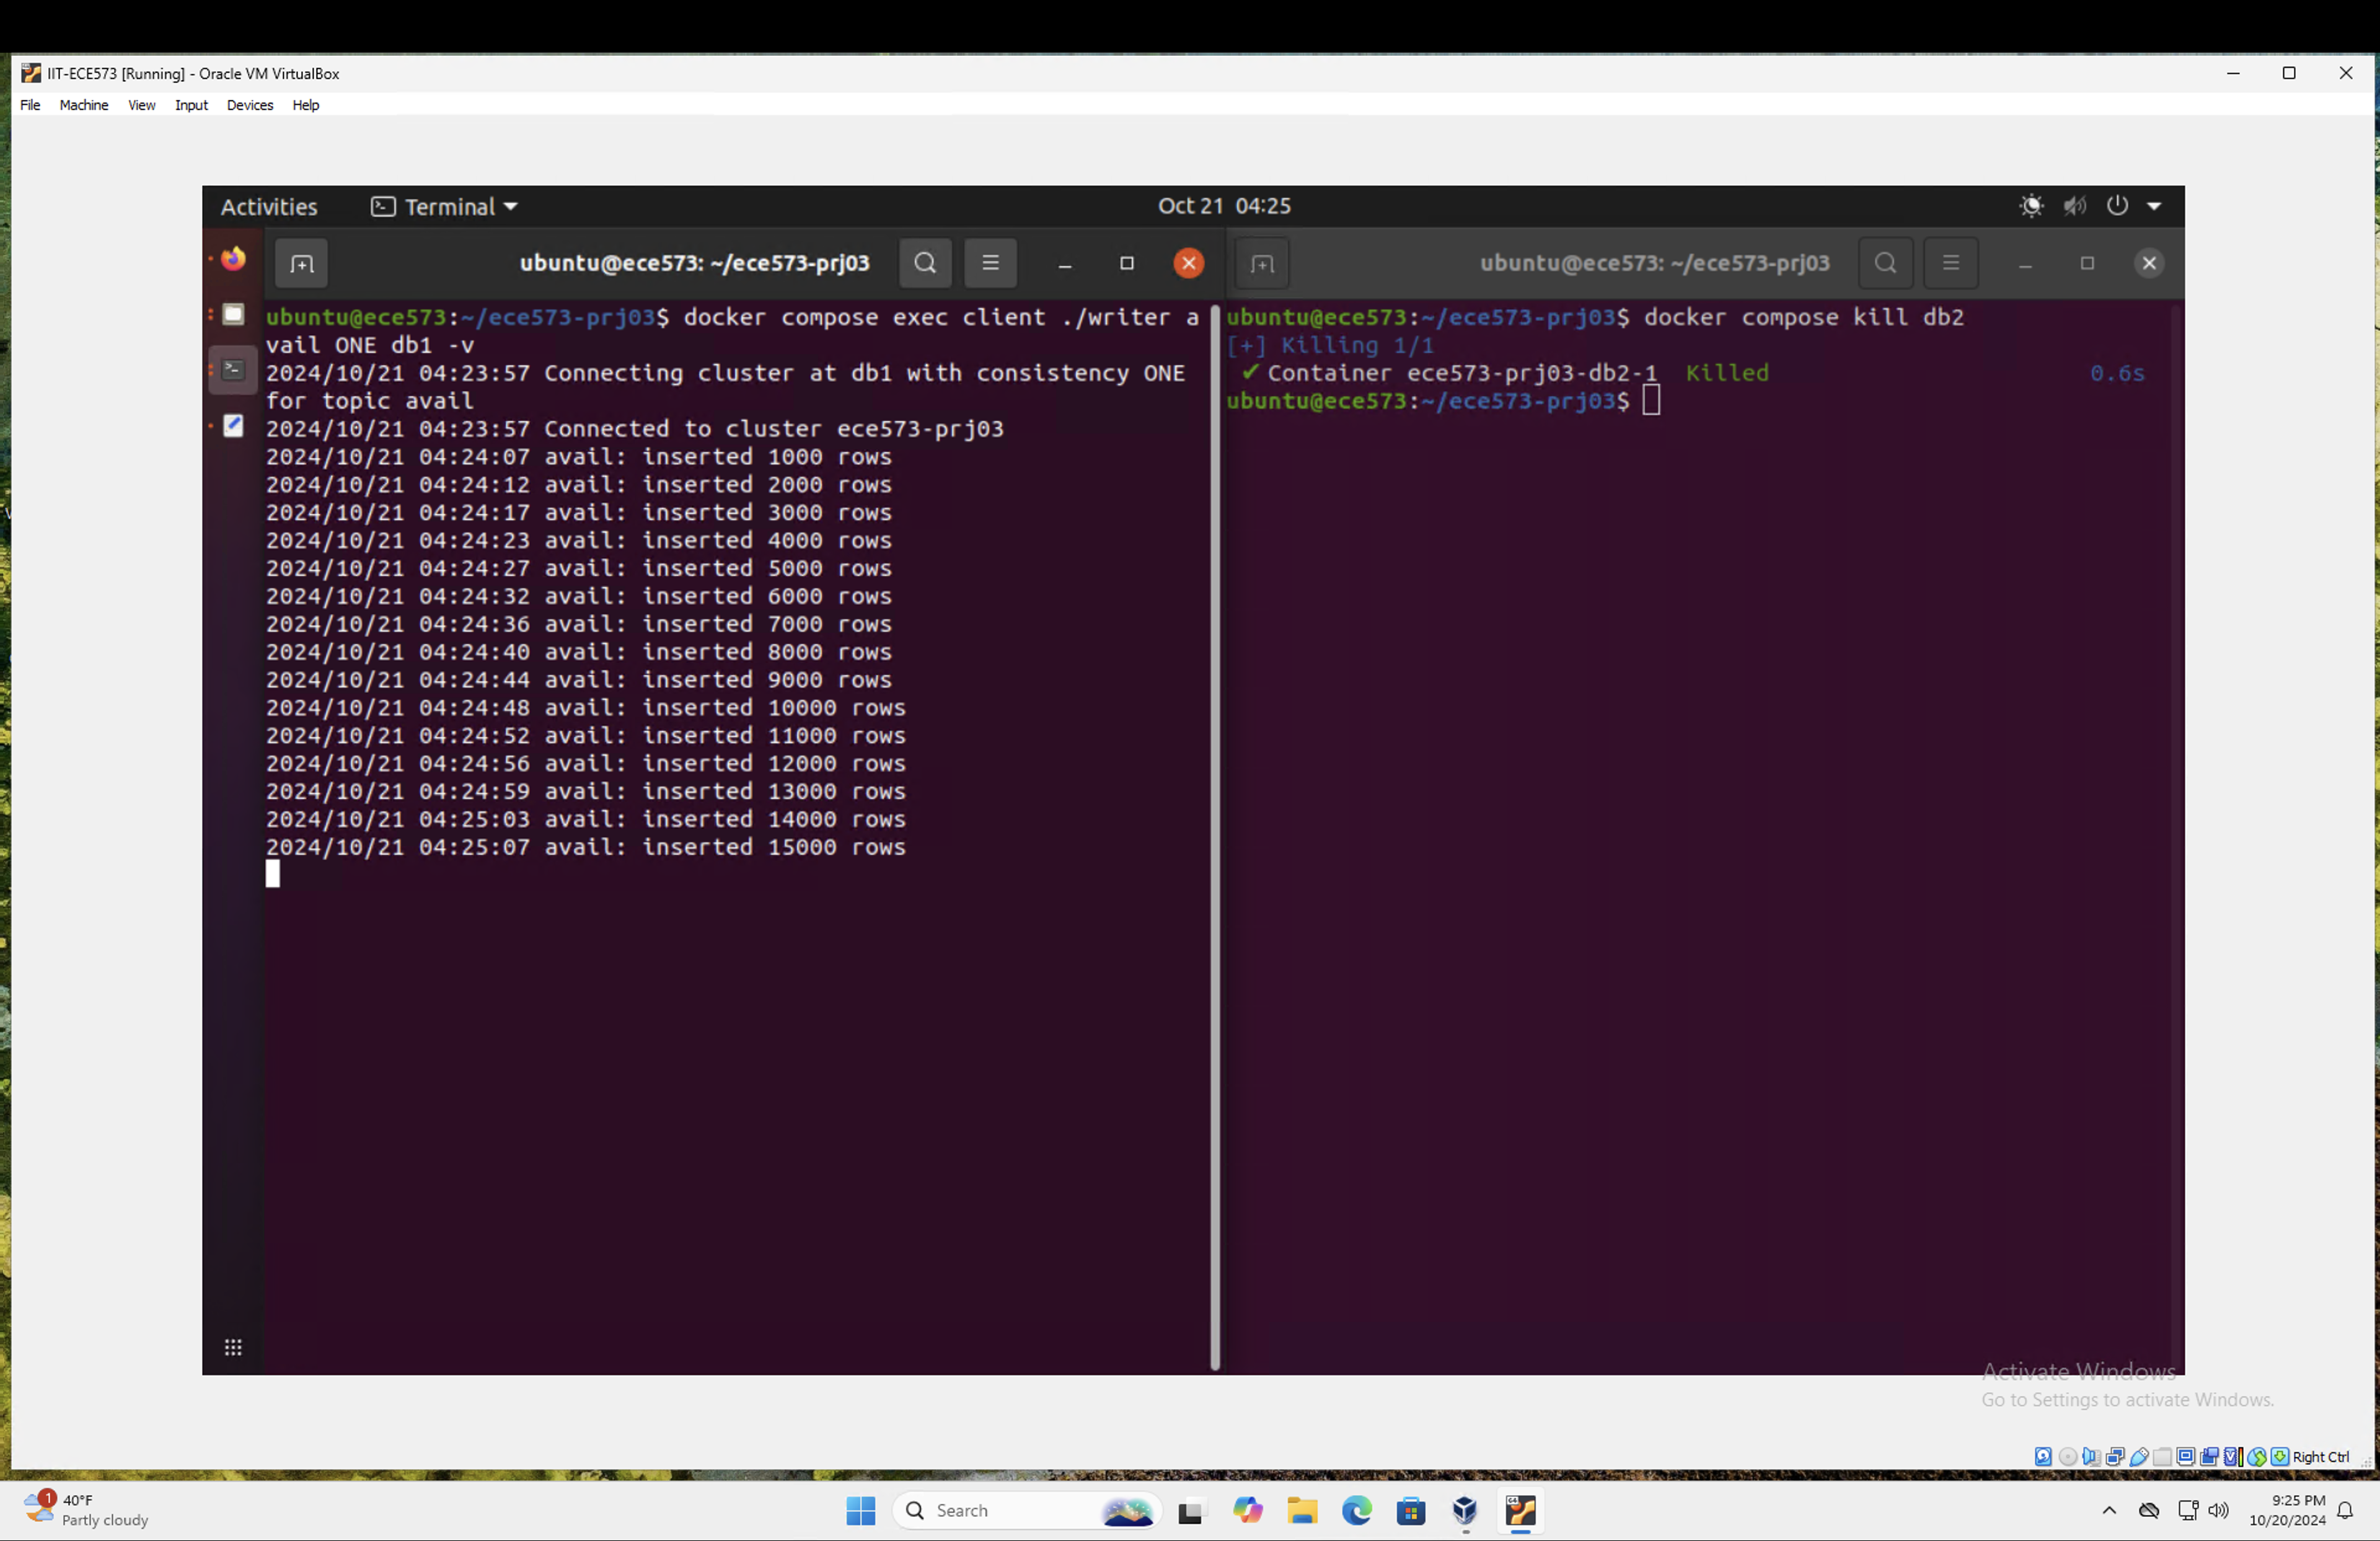 IIT-ECE573 [Running] - Oracle VM VirtualBox
File Machine View Input Devices Help
Activities Terminal Oct 21 04:25
ubuntu@ece573: ~/ece573-prj03
ubuntu@ece573:~/ece573-prj03$ docker compose exec client ./writer a
vail ONE db1 -v
2024/10/21 04:23:57 Connecting cluster at db1 with consistency ONE
for topic avail
2024/10/21 04:23:57 Connected to cluster ece573-prj03
2024/10/21 04:24:07 avail: inserted 1000 rows
2024/10/21 04:24:12 avail: inserted 2000 rows
2024/10/21 04:24:17 avail: inserted 3000 rows
2024/10/21 04:24:23 avail: inserted 4000 rows
2024/10/21 04:24:27 avail: inserted 5000 rows
2024/10/21 04:24:32 avail: inserted 6000 rows
2024/10/21 04:24:36 avail: inserted 7000 rows
2024/10/21 04:24:40 avail: inserted 8000 rows
2024/10/21 04:24:44 avail: inserted 9000 rows
2024/10/21 04:24:48 avail: inserted 10000 rows
2024/10/21 04:24:52 avail: inserted 11000 rows
2024/10/21 04:24:56 avail: inserted 12000 rows
2024/10/21 04:24:59 avail: inserted 13000 rows
2024/10/21 04:25:03 avail: inserted 14000 rows
2024/10/21 04:25:07 avail: inserted 15000 rows
ubuntu@ece573: ~/ece573-prj03
ubuntu@ece573:~/ece573-prj03$ docker compose kill db2
[+] Killing 1/1
✔ Container ece573-prj03-db2-1 Killed 0.6s
ubuntu@ece573:~/ece573-prj03$
Activate Windows
Go to Settings to activate Windows.
Right Ctrl
1
40°F
Partly cloudy
Search
9:25 PM
10/20/2024